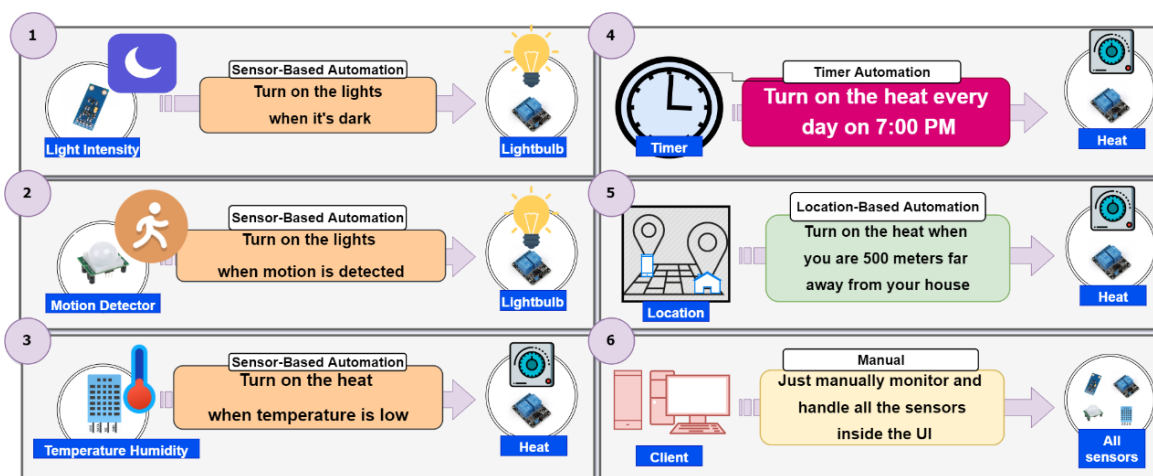 1
Sensor-Based Automation
Turn on the lights
when it's dark
Light Intensity
Lightbulb
2
Sensor-Based Automation
Turn on the lights
when motion is detected
Motion Detector
Lightbulb
3
Sensor-Based Automation
Turn on the heat
when temperature is low
Temperature Humidity
Heat
4
Timer Automation
Turn on the heat every
day on 7:00 PM
Timer
Heat
5
Location-Based Automation
Turn on the heat when
you are 500 meters far
away from your house
Location
Heat
6
Manual
Just manually monitor and
handle all the sensors
inside the UI
Client
All
sensors